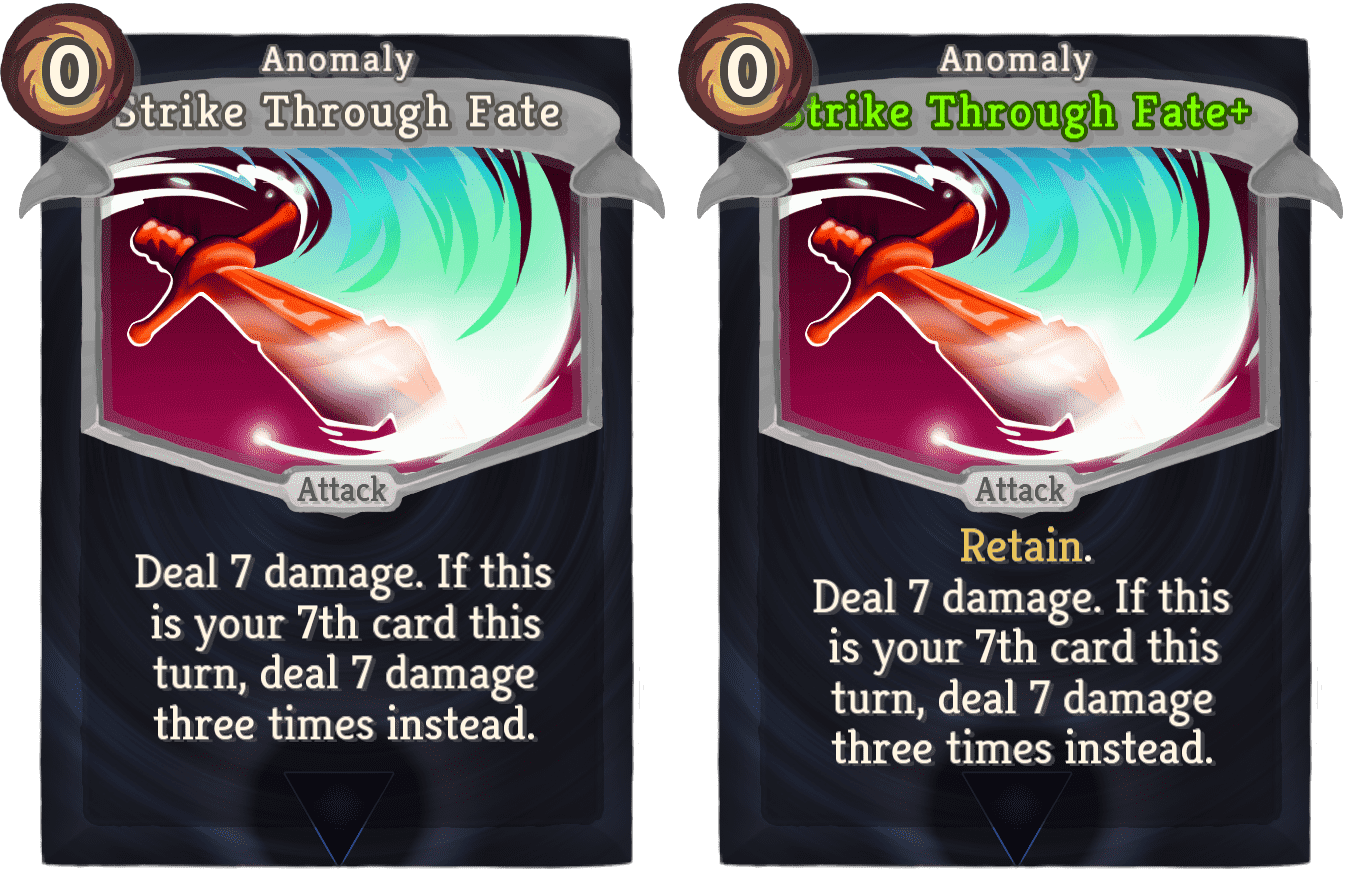 0
Anomaly
Strike Through Fate
Attack
Deal 7 damage. If this
is your 7th card this
turn, deal 7 damage
three times instead.
0
Anomaly
Strike Through Fate+
Attack
Retain.
Deal 7 damage. If this
is your 7th card this
turn, deal 7 damage
three times instead.